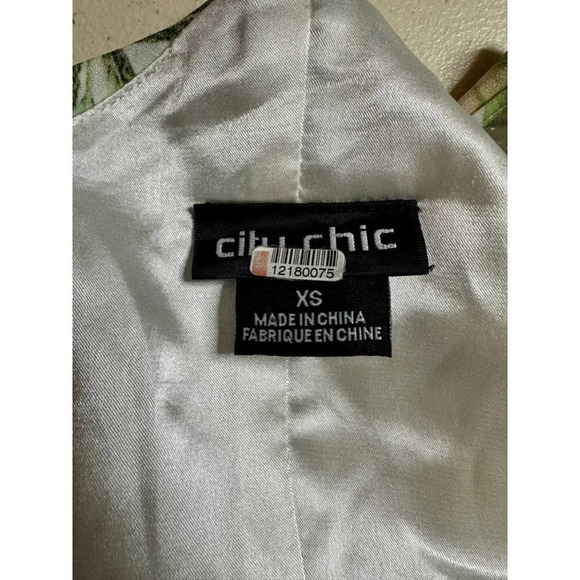 city chic
12180075
XS
MADE IN CHINA
FABRIQUE EN CHINE